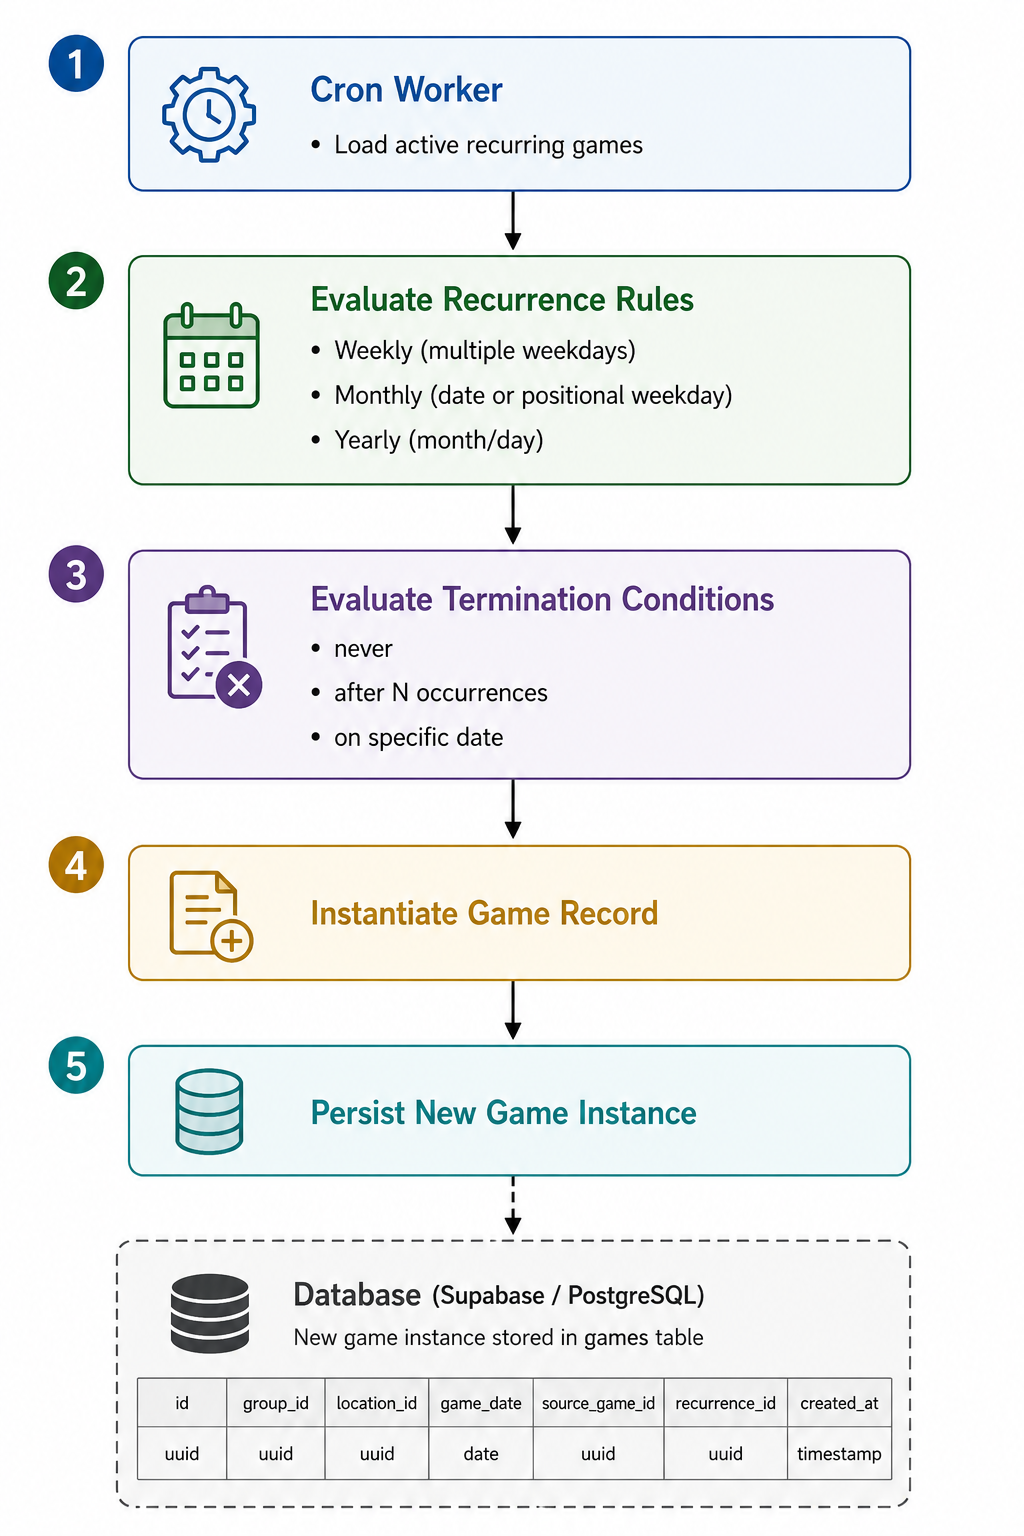 1
Cron Worker
• Load active recurring games
2
Evaluate Recurrence Rules
• Weekly (multiple weekdays)
• Monthly (date or positional weekday)
• Yearly (month/day)
3
Evaluate Termination Conditions
• never
• after N occurrences
• on specific date
4
Instantiate Game Record
5
Persist New Game Instance
Database (Supabase / PostgreSQL)
New game instance stored in games table
id group_id location_id game_date source_game_id recurrence_id created_at
uuid uuid uuid date uuid uuid timestamp